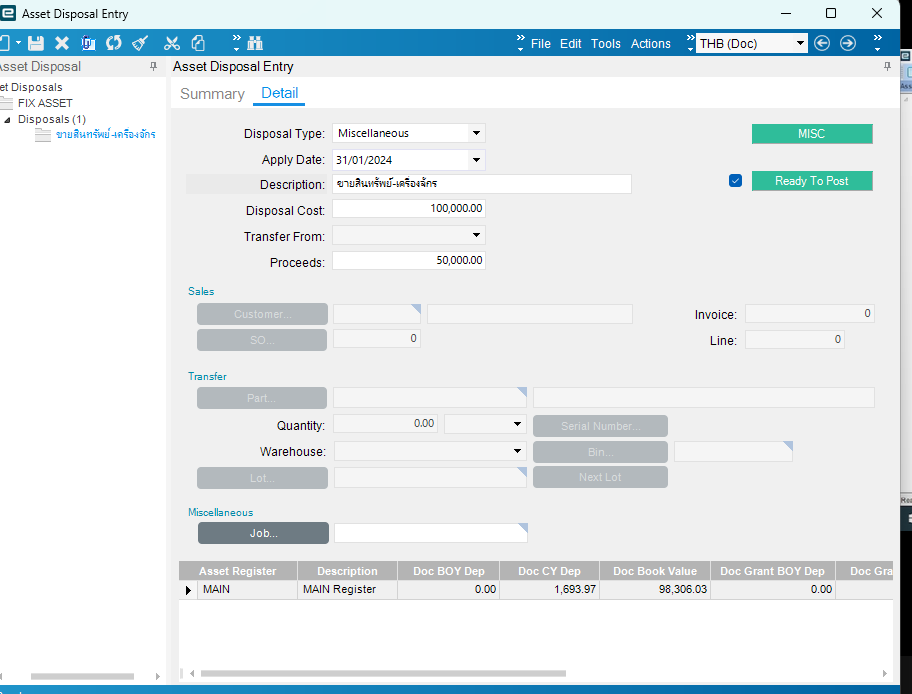 Asset Disposal Entry
File Edit Tools Actions THB (Doc)
Asset Disposal
Asset Disposal Entry
et Disposals
FIX ASSET
Disposals (1)
ขายสินทรัพย์-เครื่องจักร
Summary Detail
Disposal Type: Miscellaneous MISC
Apply Date: 31/01/2024
Description: ขายสินทรัพย์-เครื่องจักร Ready To Post
Disposal Cost: 100,000.00
Transfer From:
Proceeds: 50,000.00
Sales
Customer... Invoice: 0
SO... 0 Line: 0
Transfer
Part...
Quantity: 0.00 Serial Number...
Warehouse: Bin...
Lot... Next Lot
Miscellaneous
Job...
Asset Register Description Doc BOY Dep Doc CY Dep Doc Book Value Doc Grant BOY Dep Doc Gra
MAIN MAIN Register 0.00 1,693.97 98,306.03 0.00